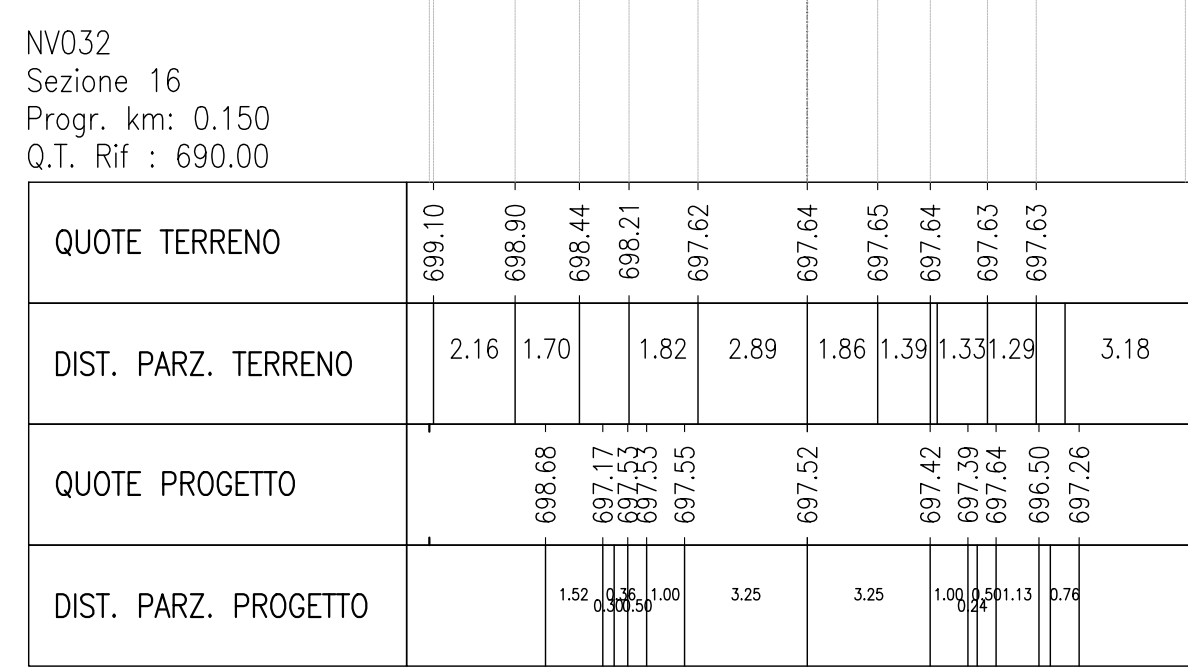 NV032
Sezione 16
Progr. km: 0.150
Q.T. Rif : 690.00
QUOTE TERRENO 699.10 698.90 698.44 698.21 697.62 697.64 697.65 697.64 697.63 697.63
DIST. PARZ. TERRENO 2.16 1.70 1.82 2.89 1.86 1.39 1.33 1.29 3.18
QUOTE PROGETTO 698.68 697.17 697.53 697.53 697.55 697.52 697.42 697.39 697.64 696.50 697.26
DIST. PARZ. PROGETTO 1.52 0.30 0.36 0.50 1.00 3.25 3.25 1.00 0.24 0.50 1.13 0.76